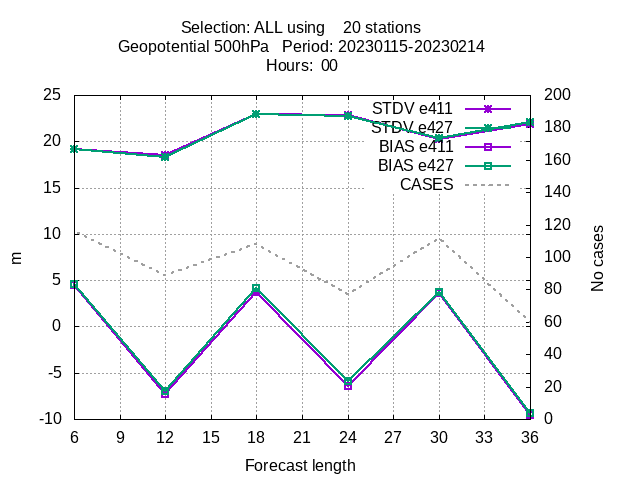 Selection: ALL using    20 stations
Geopotential 500hPa   Period: 20230115-20230214
Hours:  00
25
20
15
10
5
0
-5
-10
m
STDV e411
STDV e427
BIAS e411
BIAS e427
CASES
200
180
160
140
120
100
80
60
40
20
0
No cases
6 9 12 15 18 21 24 27 30 33 36
Forecast length